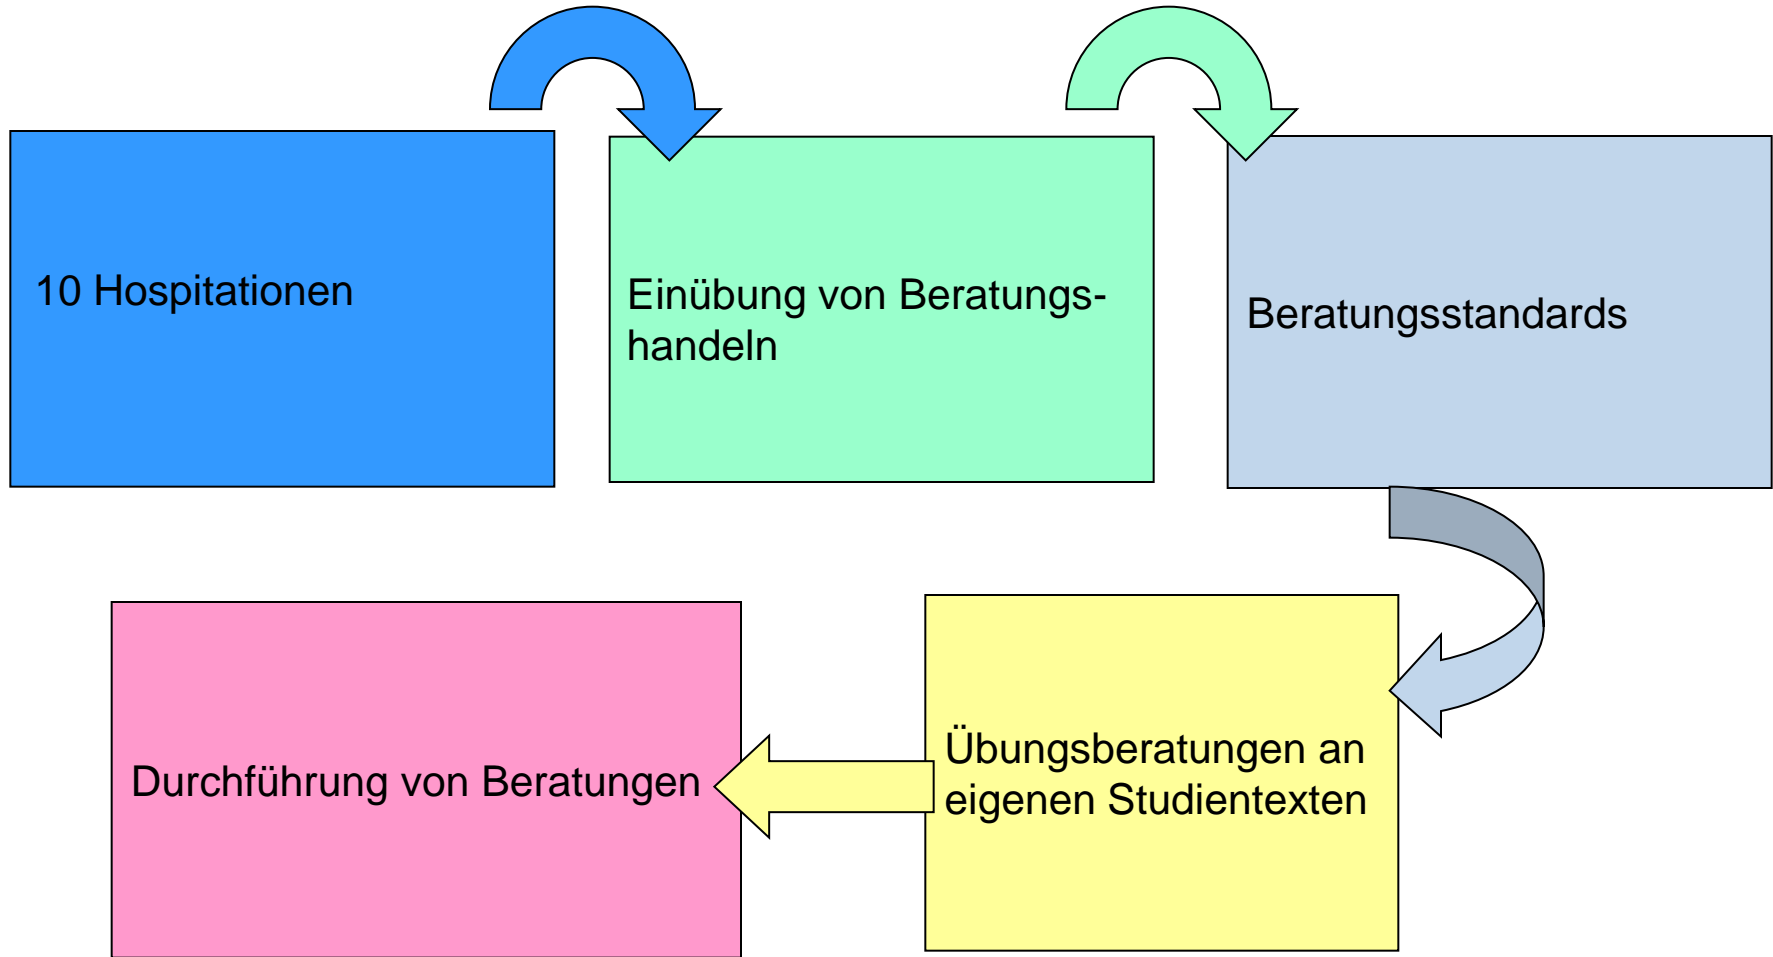 10 Hospitationen
Einübung von Beratungs-
handeln
Beratungsstandards
Übungsberatungen an
eigenen Studientexten
Durchführung von Beratungen